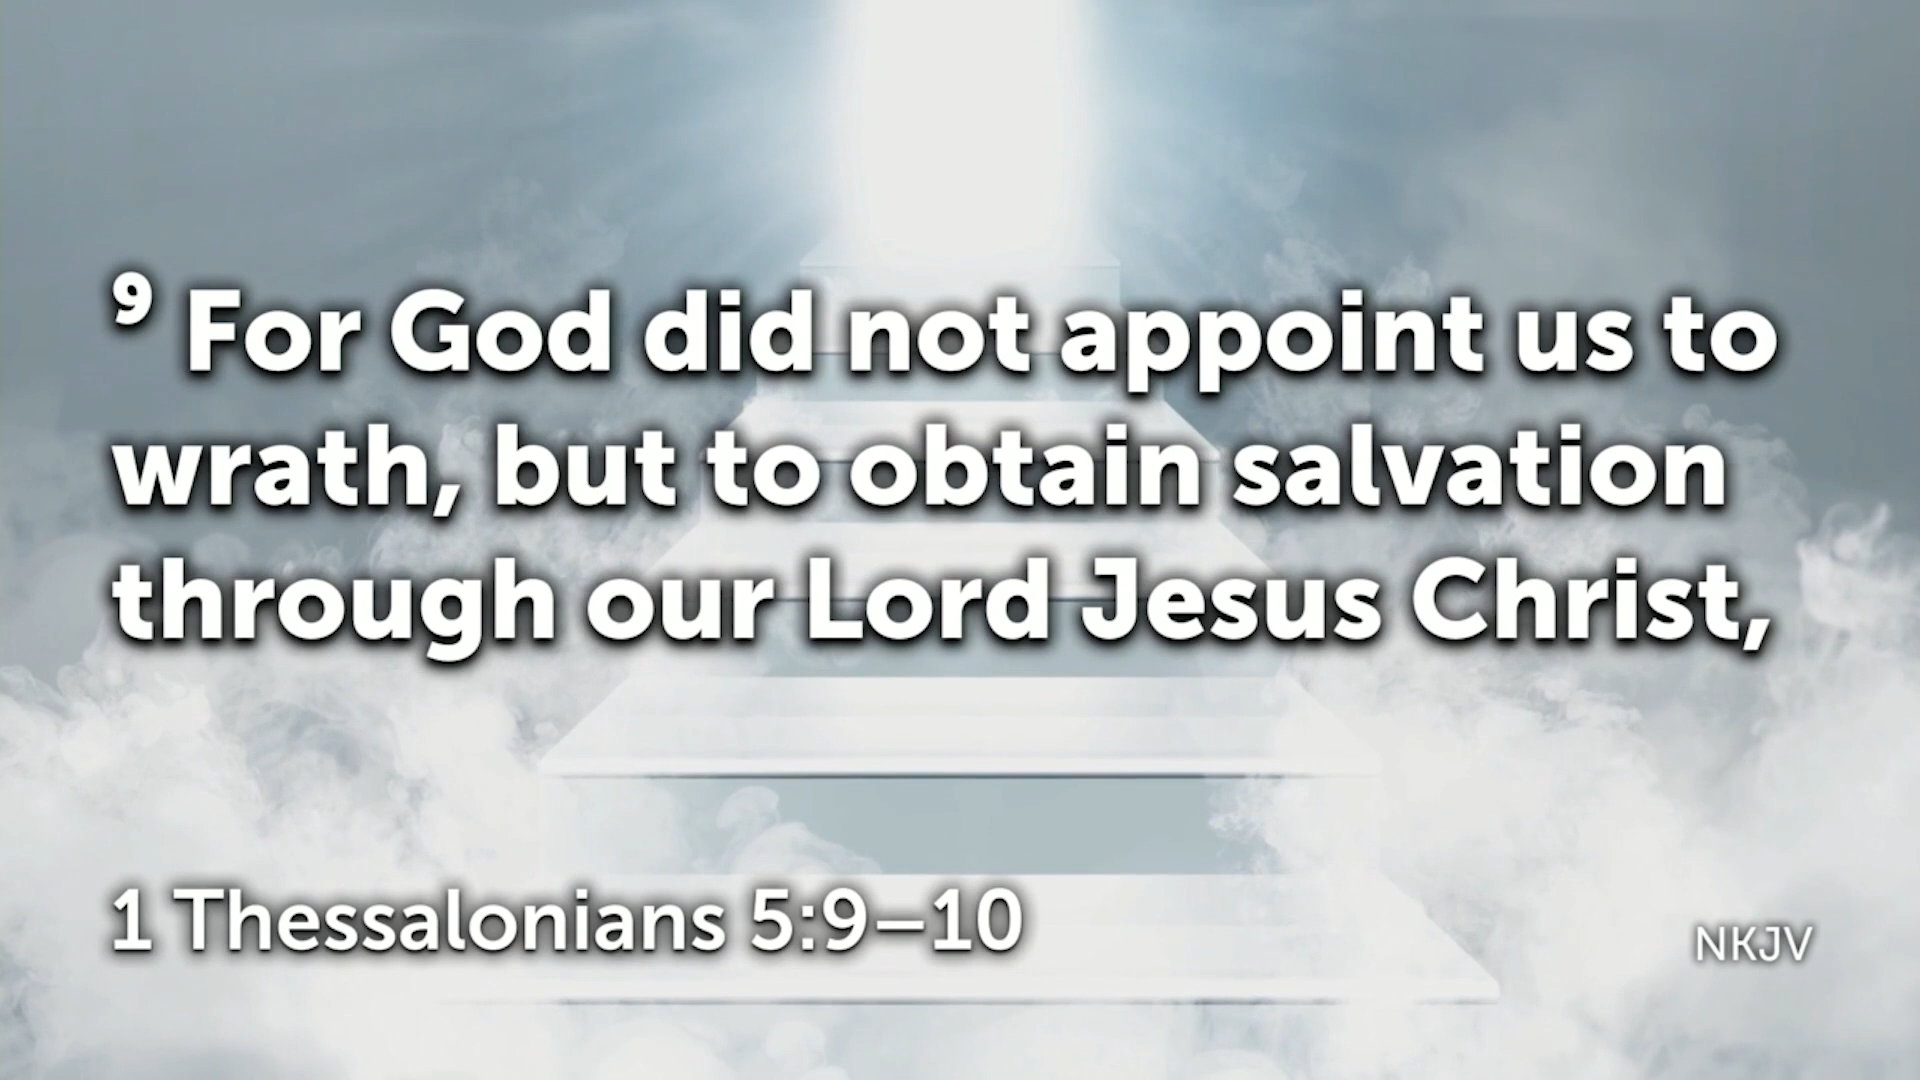 ⁹ For God did not appoint us to
wrath, but to obtain salvation
through our Lord Jesus Christ,
1 Thessalonians 5:9–10
NKJV